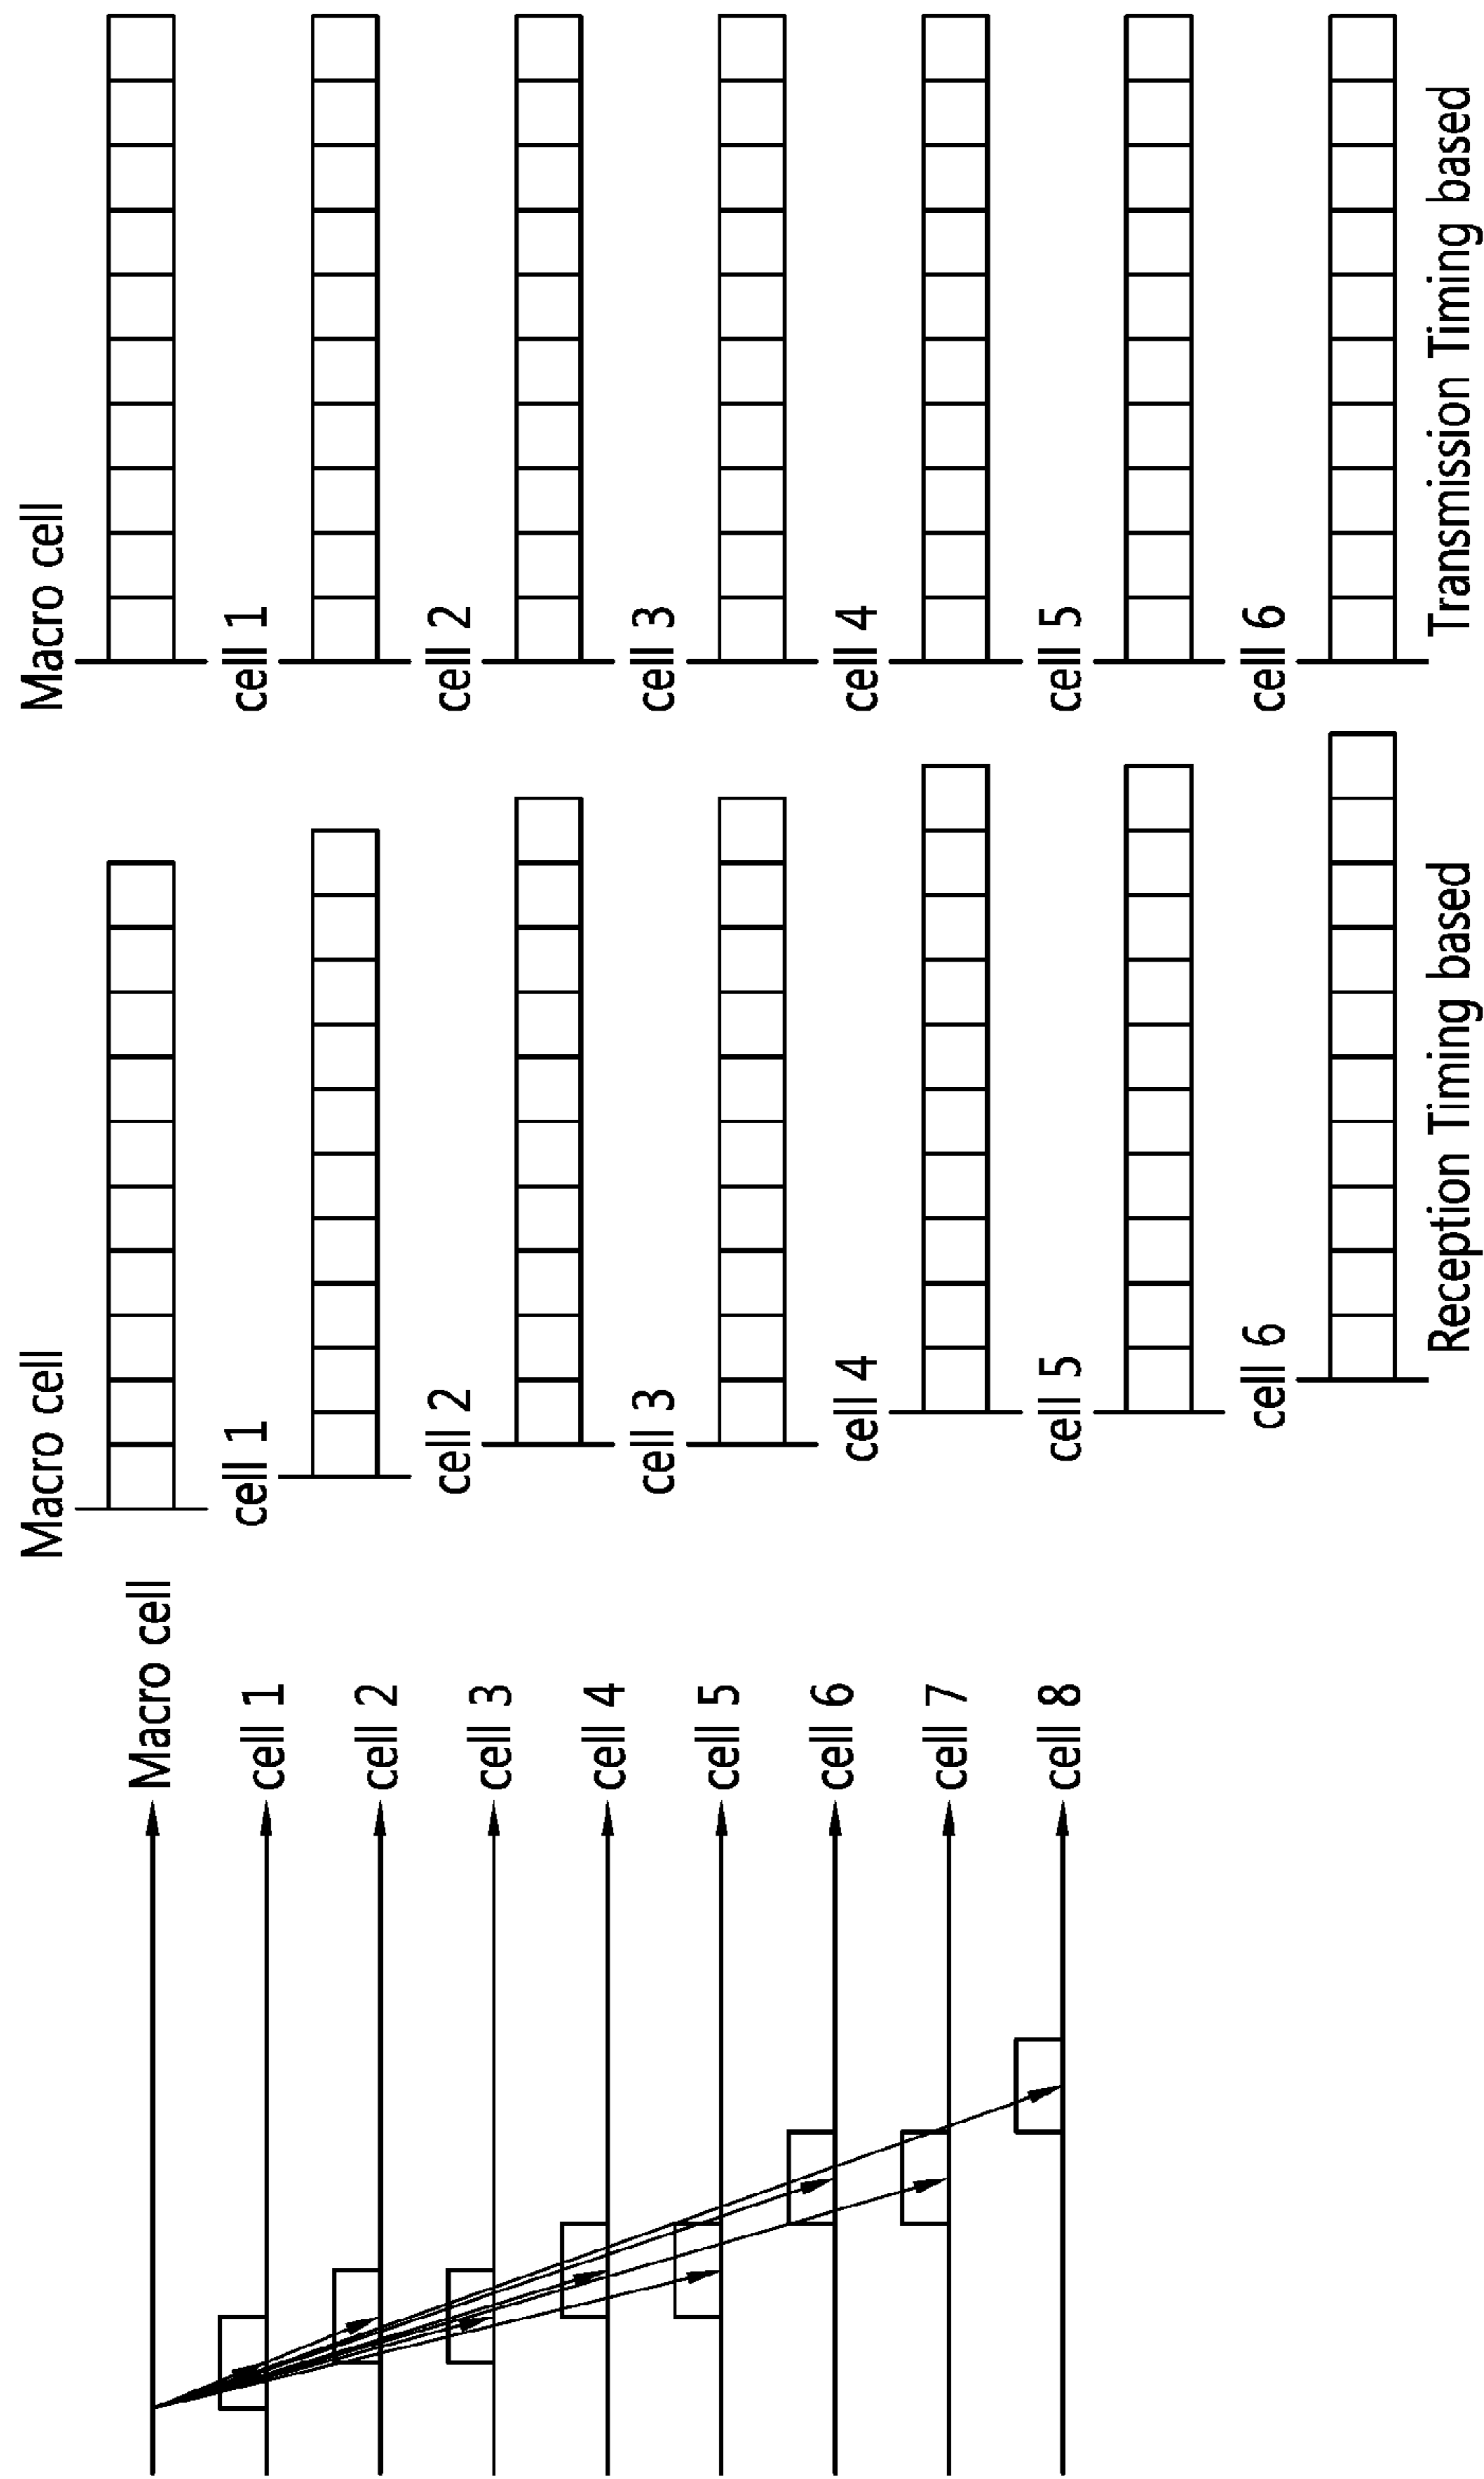 Macro cell
cell 1
cell 2
cell 3
cell 4
cell 5
cell 6
cell 7
cell 8
Macro cell
cell 1
cell 2
cell 3
cell 4
cell 5
cell 6
Reception Timing based
Macro cell
cell 1
cell 2
cell 3
cell 4
cell 5
cell 6
Transmission Timing based